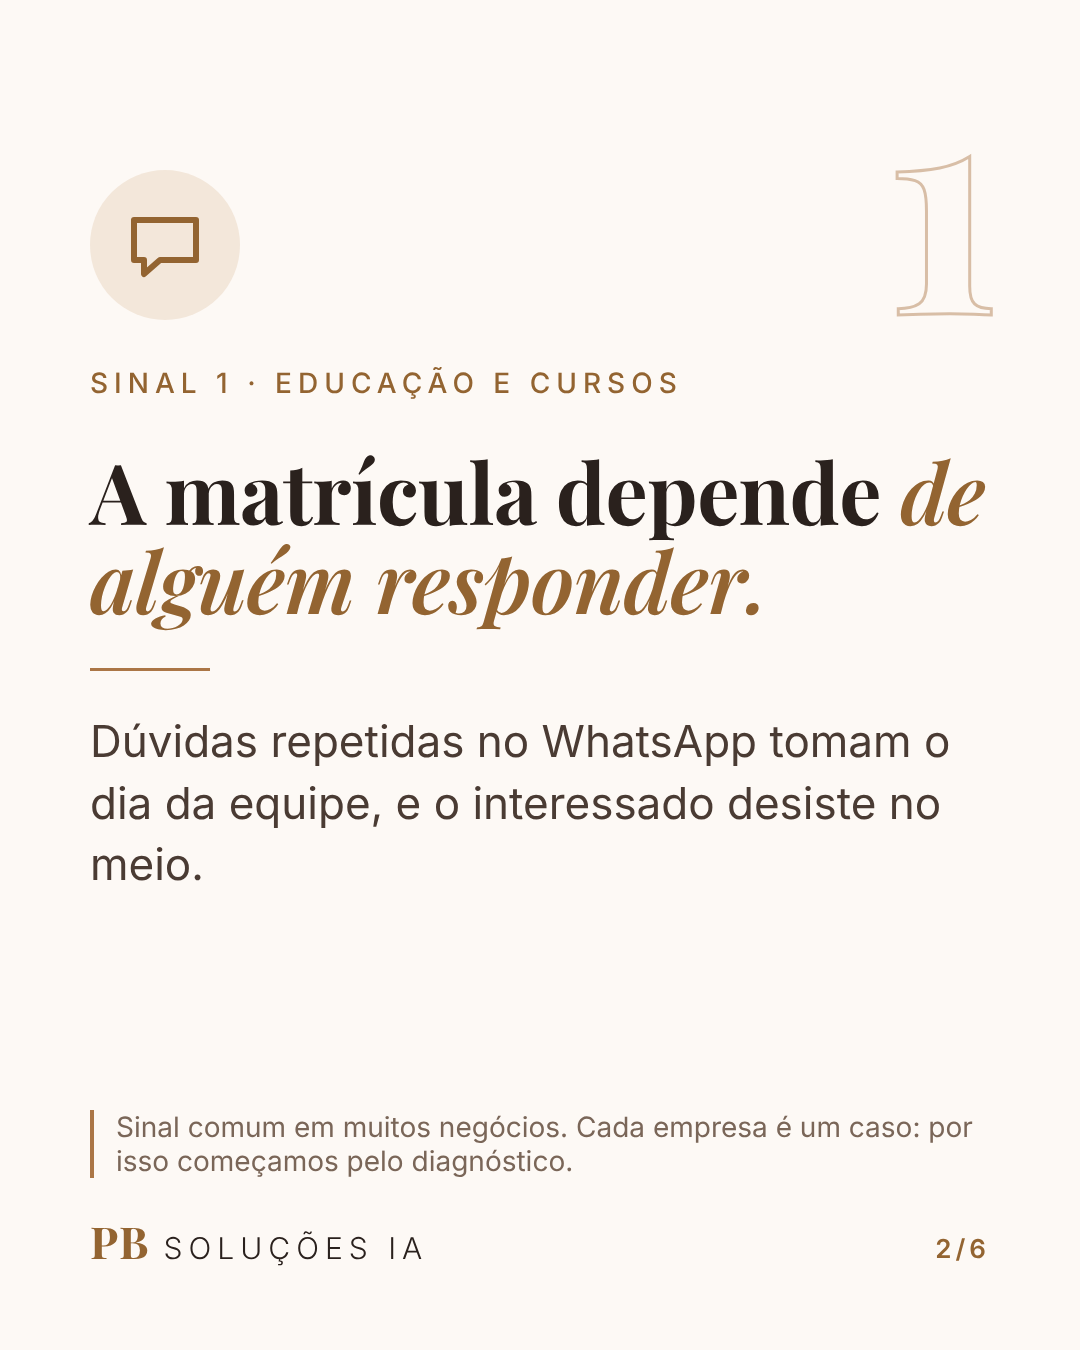 1
SINAL 1 · EDUCAÇÃO E CURSOS
A matrícula depende de
alguém responder.
Dúvidas repetidas no WhatsApp tomam o
dia da equipe, e o interessado desiste no
meio.
Sinal comum em muitos negócios. Cada empresa é um caso: por
isso começamos pelo diagnóstico.
PB SOLUÇÕES IA
2/6